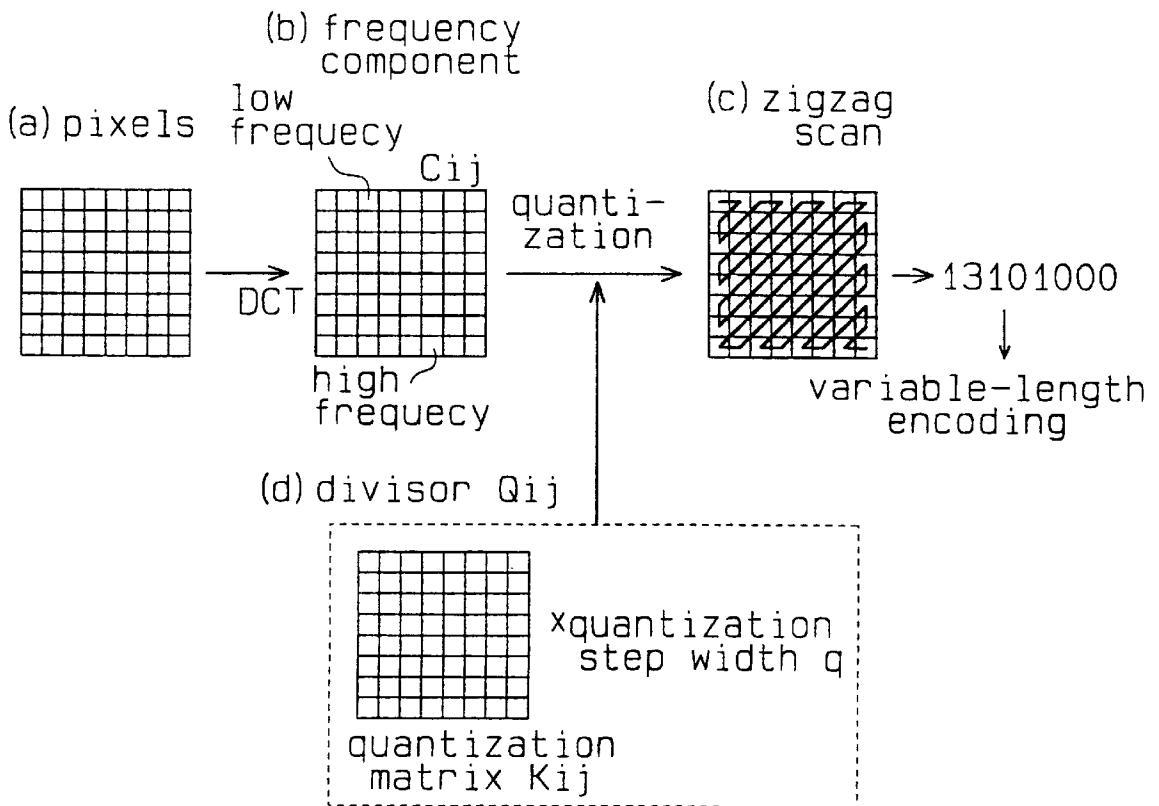 (a) pixels
(b) frequency
component
low
frequecy
Cij
DCT
high
frequecy
quanti-
zation
(c) zigzag
scan
13101000
variable-length
encoding
(d) divisor Qij
xquantization
step width q
quantization
matrix Kij